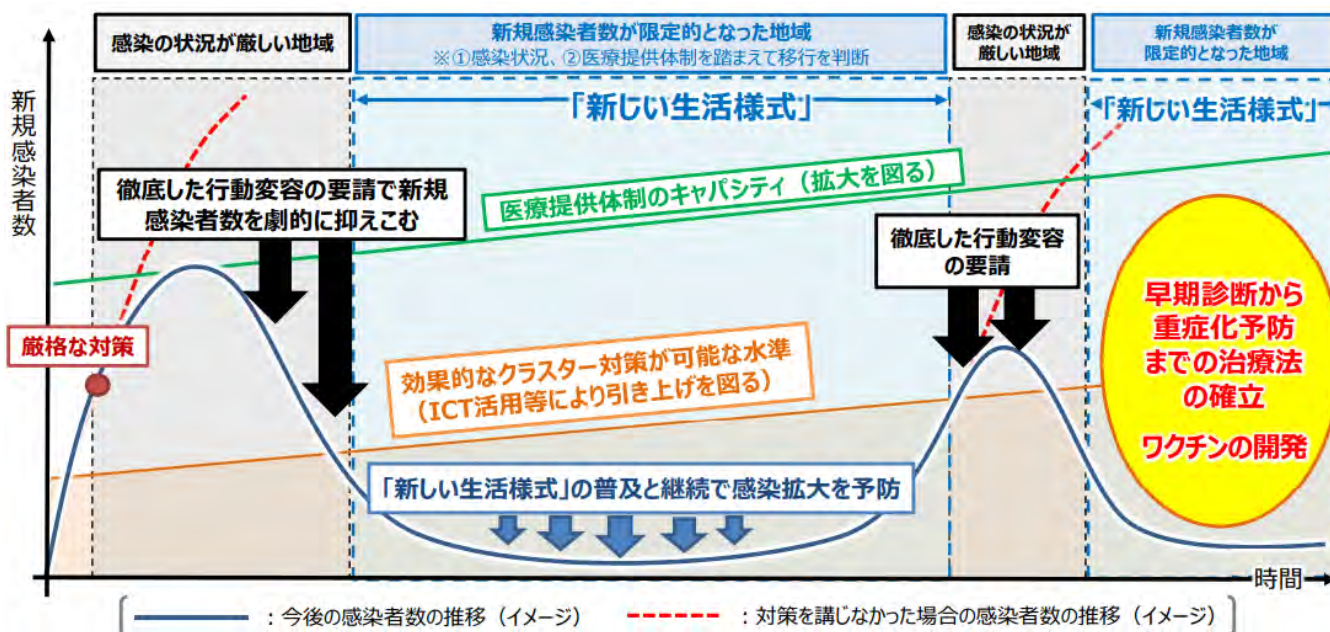 感染の状況が厳しい地域
新規感染者数が限定的となった地域
※①感染状況、②医療提供体制を踏まえて移行を判断
感染の状況が
厳しい地域
新規感染者数が
限定的となった地域
「新しい生活様式」
「新しい生活様式」
新規感染者数
徹底した行動変容の要請で新規
感染者数を劇的に抑えこむ
医療提供体制のキャパシティ（拡大を図る）
徹底した行動変容
の要請
厳格な対策
効果的なクラスター対策が可能な水準
（ICT活用等により引き上げを図る）
早期診断から
重症化予防
までの治療法
の確立
ワクチンの開発
「新しい生活様式」の普及と継続で感染拡大を予防
時間
：今後の感染者数の推移（イメージ）
：対策を講じなかった場合の感染者数の推移（イメージ）